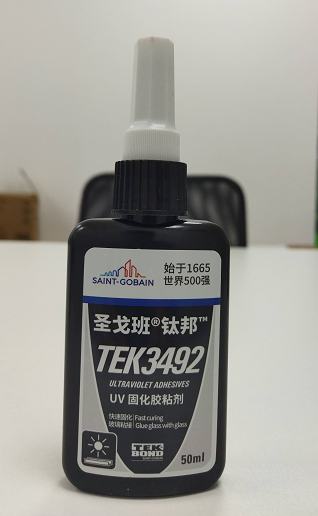 SAINT-GOBAIN
始于1665
世界500强
圣戈班®钛邦™
TEK3492
ULTRAVIOLET ADHESIVES
UV 固化胶粘剂
快速固化 | Fast curing
玻璃粘接 | Glue glass with glass
TEK
BOND
SAINT-GOBAIN
50ml